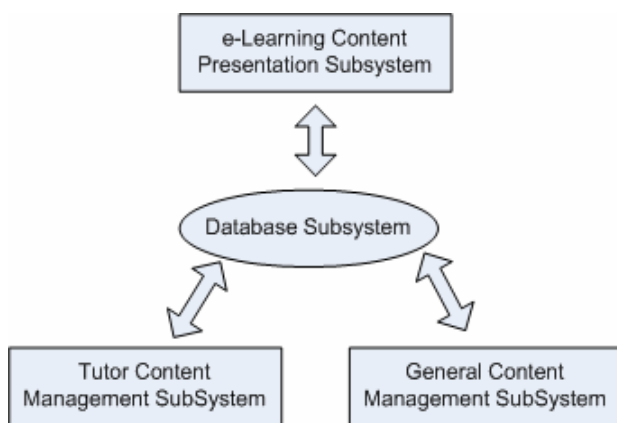 e-Learning Content
Presentation Subsystem
Database Subsystem
Tutor Content
Management SubSystem
General Content
Management SubSystem